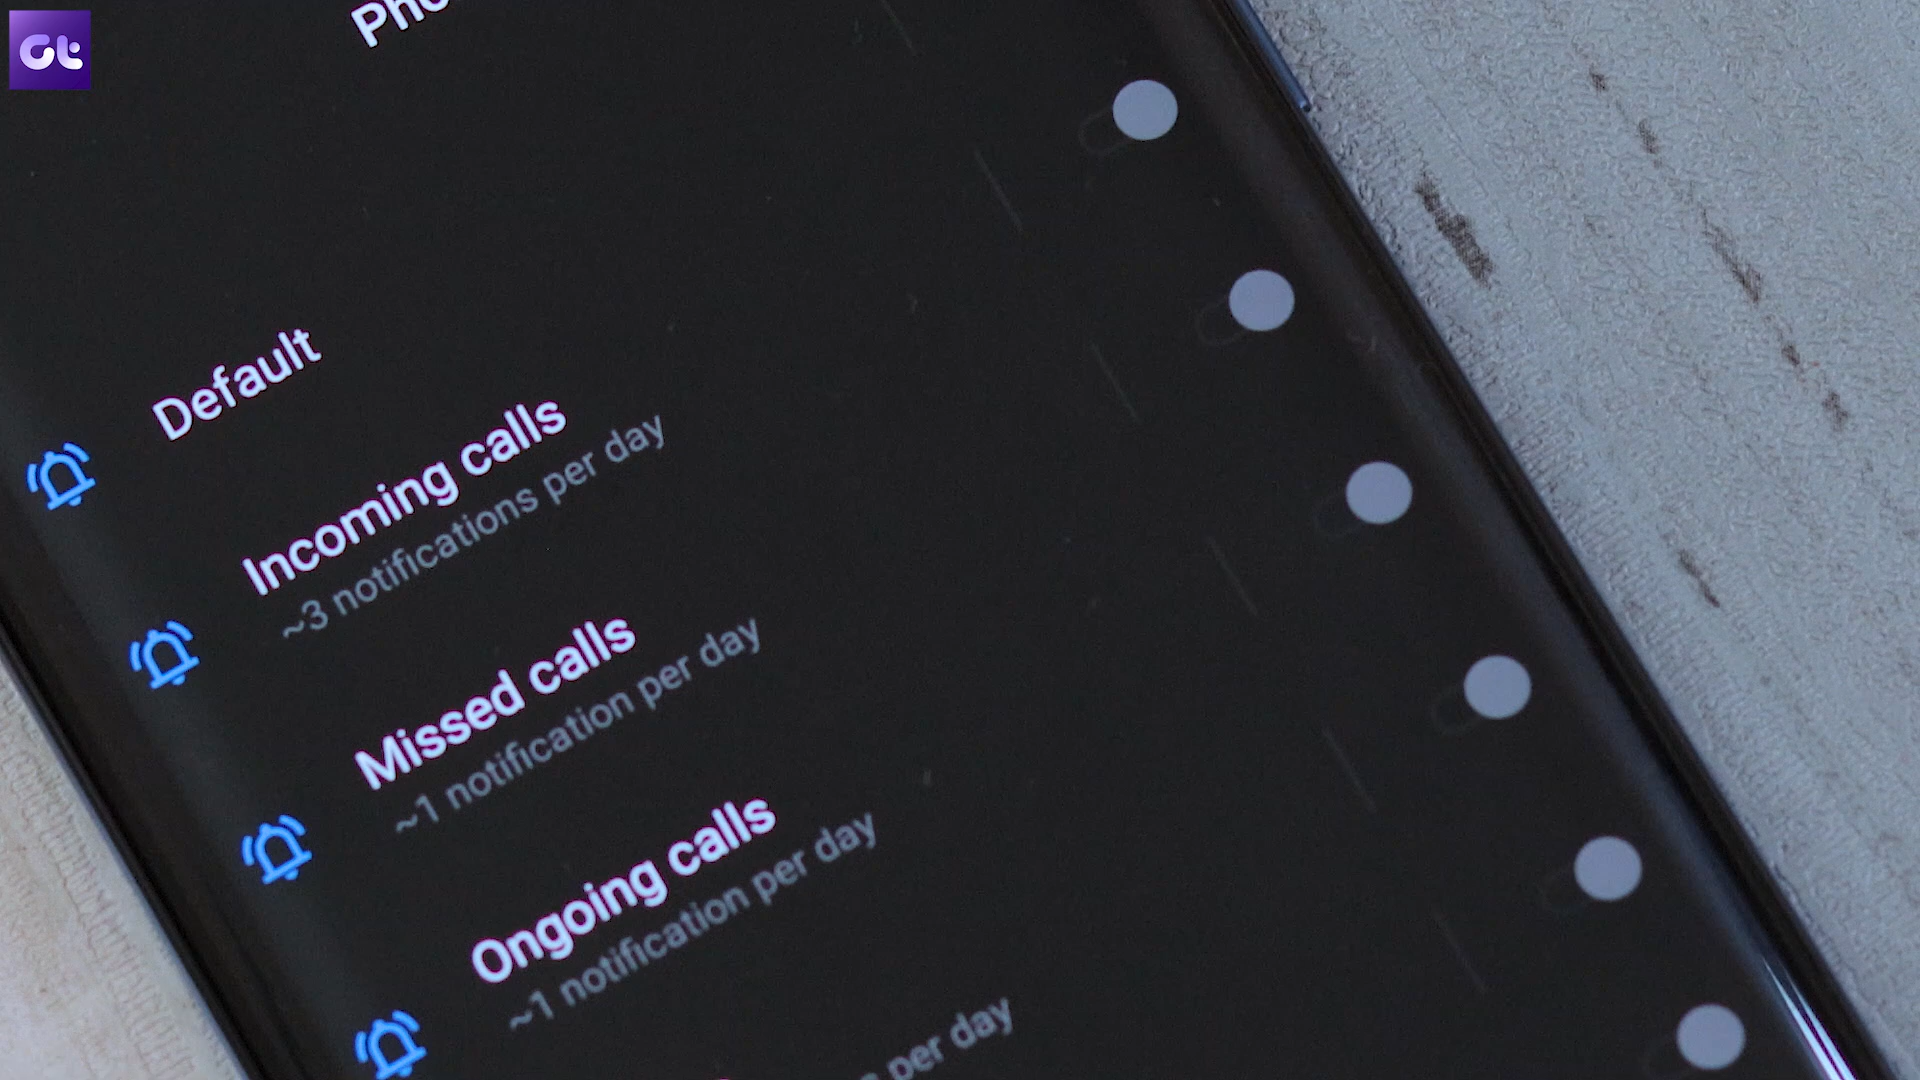 Gt
Default
Incoming calls
~3 notifications per day
Missed calls
~1 notification per day
Ongoing calls
~1 notification per day
per day